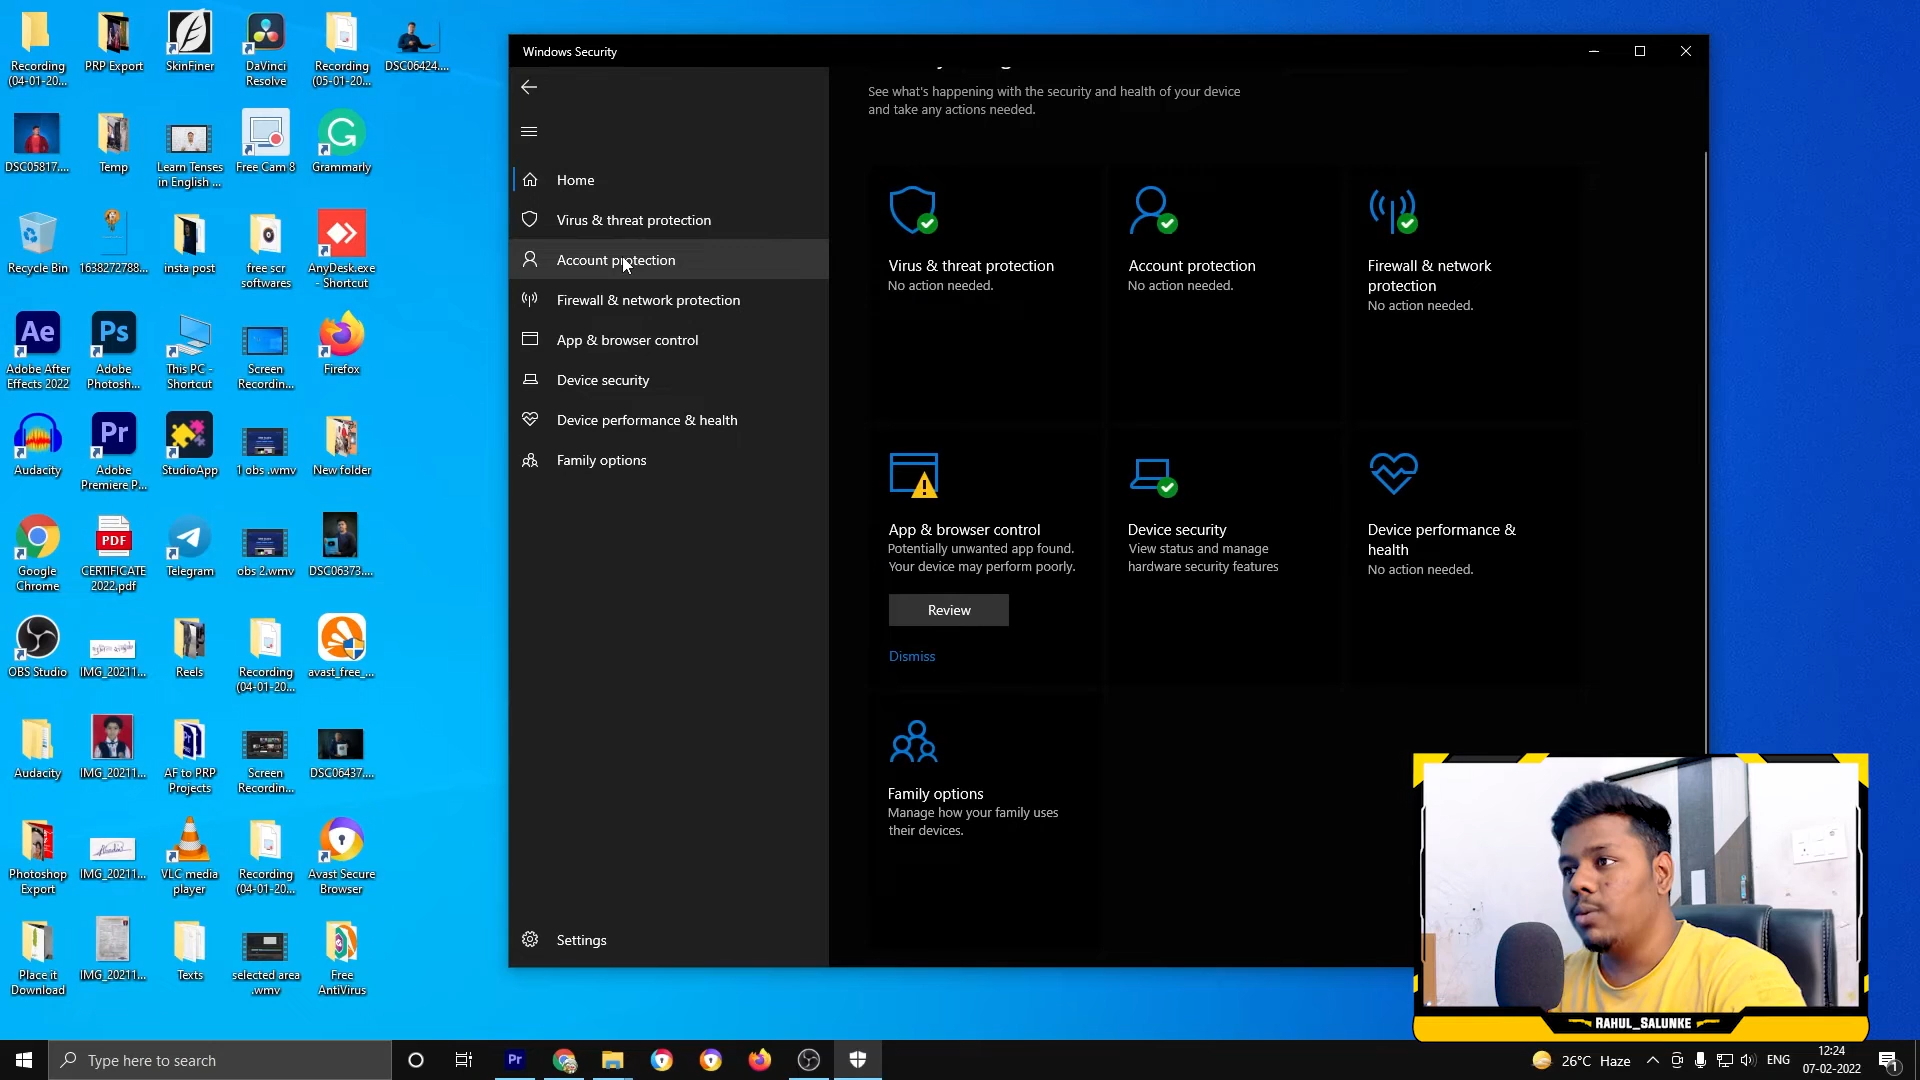 Recording
(04-01-20...
PRP Export
SkinFiner
DaVinci
Resolve
Recording
(05-01-20...
DSC06424....
DSC05817....
Temp
Learn Tenses
in English ...
Free Cam 8
Grammarly
Recycle Bin
1638272788...
insta post
free scr
softwares
AnyDesk.exe
- Shortcut
Ae
Adobe After
Effects 2022
Ps
Adobe
Photosh...
This PC -
Shortcut
Screen
Recordin...
Firefox
Audacity
Pr
Adobe
Premiere P...
StudioApp
1 obs .wmv
New folder
Google
Chrome
PDF
CERTIFICATE
2022.pdf
Telegram
obs 2.wmv
DSC06373....
OBS Studio
IMG_20211...
Reels
Recording
(04-01-20...
avast_free_...
Audacity
IMG_20211...
AF to PRP
Projects
Screen
Recordin...
DSC06437....
Photoshop
Export
IMG_20211...
VLC media
player
Recording
(04-01-20...
Avast Secure
Browser
Place it
Download
IMG_20211...
Texts
selected area
.wmv
Free
AntiVirus
Windows Security
Home
Virus & threat protection
Account protection
Firewall & network protection
App & browser control
Device security
Device performance & health
Family options
Settings
See what's happening with the security and health of your device
and take any actions needed.
Virus & threat protection
No action needed.
Account protection
No action needed.
Firewall & network
protection
No action needed.
App & browser control
Potentially unwanted app found.
Your device may perform poorly.
Review
Dismiss
Device security
View status and manage
hardware security features
Device performance &
health
No action needed.
Family options
Manage how your family uses
their devices.
RAHUL_SALUNKE
Type here to search
Pr
26°C Haze
ENG
12:24
07-02-2022
1